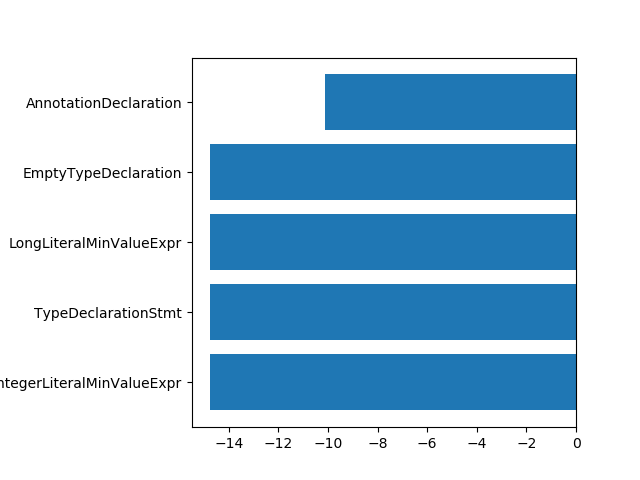 AnnotationDeclaration
EmptyTypeDeclaration
LongLiteralMinValueExpr
TypeDeclarationStmt
ntegerLiteralMinValueExpr
−14 −12 −10 −8 −6 −4 −2 0